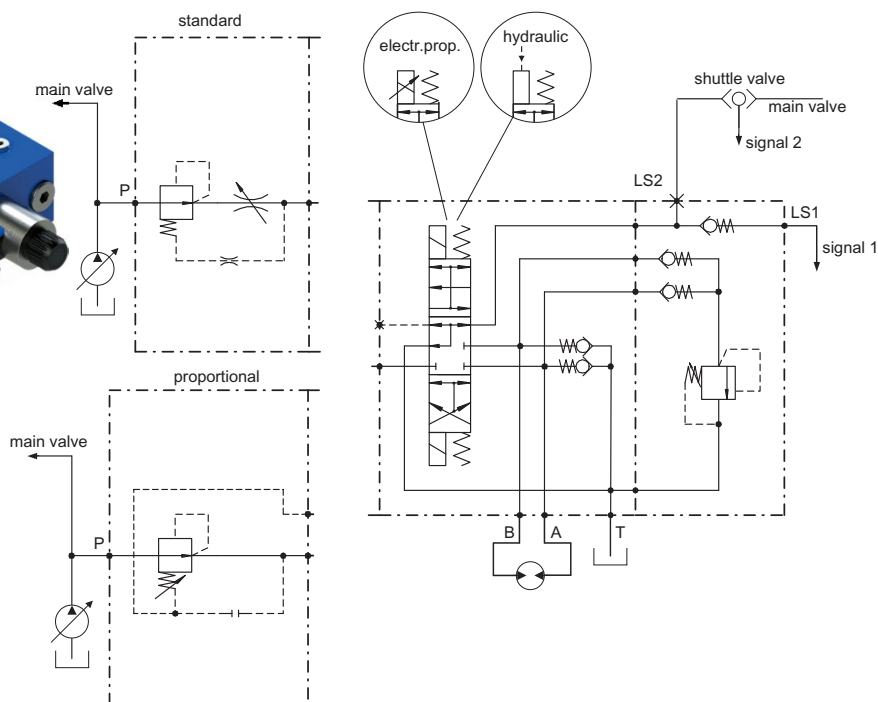 standard
main valve
P
proportional
main valve
P
electr.prop.
hydraulic
shuttle valve
main valve
signal 2
LS2
LS1
signal 1
B
A
T